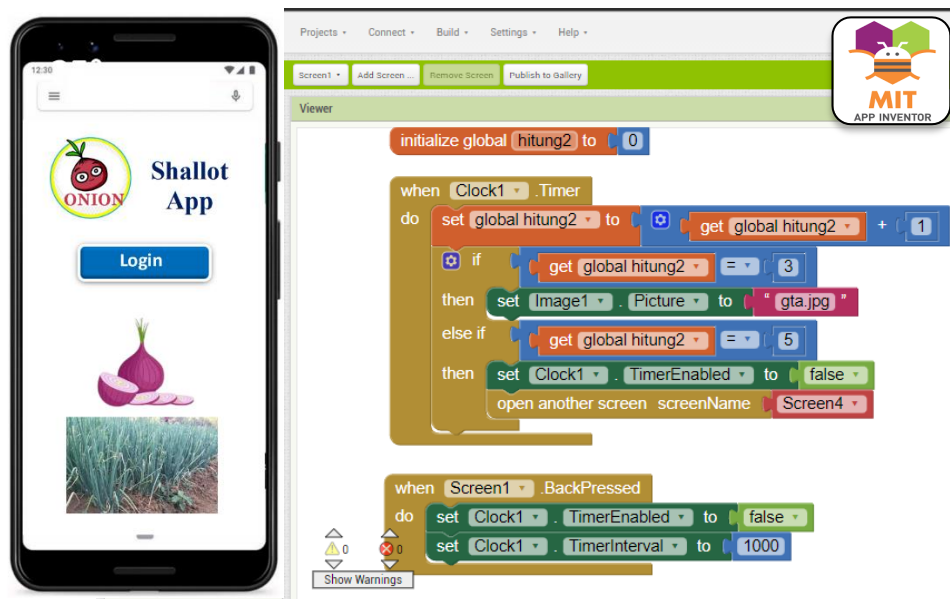 12:30
ONION
Shallot
App
Login
Projects Connect Build Settings Help
MIT
APP INVENTOR
Screen1 Add Screen ... Remove Screen Publish to Gallery
Viewer
initialize global hitung2 to 0
when Clock1 .Timer
do set global hitung2 to get global hitung2 + 1
if get global hitung2 = 3
then set Image1 . Picture to " gta.jpg "
else if get global hitung2 = 5
then set Clock1 . TimerEnabled to false
open another screen screenName Screen4
when Screen1 .BackPressed
do set Clock1 . TimerEnabled to false
set Clock1 . TimerInterval to 1000
0 0
Show Warnings